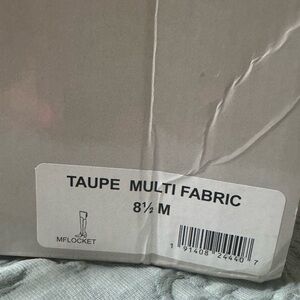 TAUPE MULTI FABRIC
8½ M
MFLOCKET
1 91408 24440 7